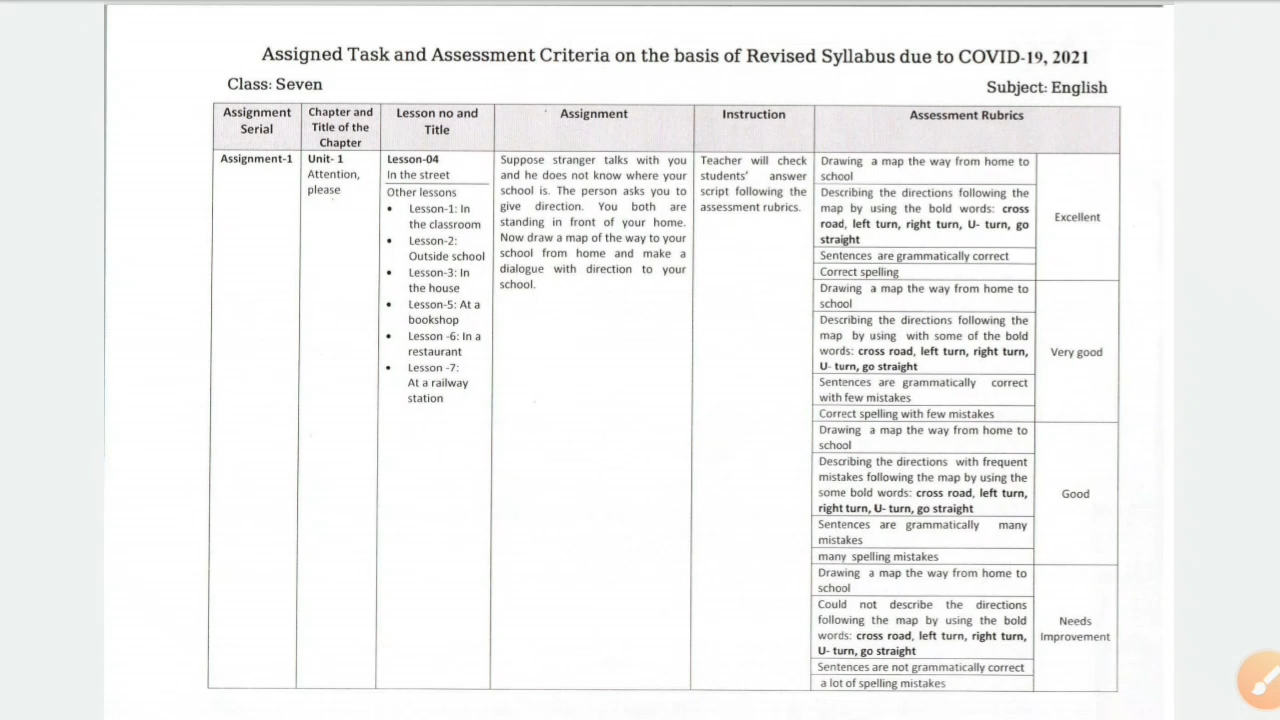 Assigned Task and Assessment Criteria on the basis of Revised Syllabus due to COVID-19, 2021
Class: Seven
Subject: English
Assignment Serial
Chapter and Title of the Chapter
Lesson no and Title
Assignment
Instruction
Assessment Rubrics
Assignment-1
Unit- 1
Attention,
please
Lesson-04
In the street
Other lessons
• Lesson-1: In
the classroom
• Lesson-2:
Outside school
• Lesson-3: In
the house
• Lesson-5: At a
bookshop
• Lesson -6: In a
restaurant
• Lesson -7:
At a railway
station
Suppose stranger talks with you
and he does not know where your
school is. The person asks you to
give direction. You both are
standing in front of your home.
Now draw a map of the way to your
school from home and make a
dialogue with direction to your
school.
Teacher will check
students' answer
script following the
assessment rubrics.
Drawing a map the way from home to
school
Describing the directions following the
map by using the bold words: cross
road, left turn, right turn, U- turn, go
straight
Sentences are grammatically correct
Correct spelling
Excellent
Drawing a map the way from home to
school
Describing the directions following the
map by using with some of the bold
words: cross road, left turn, right turn,
U- turn, go straight
Sentences are grammatically correct
with few mistakes
Correct spelling with few mistakes
Very good
Drawing a map the way from home to
school
Describing the directions with frequent
mistakes following the map by using the
some bold words: cross road, left turn,
right turn, U- turn, go straight
Sentences are grammatically many
mistakes
many spelling mistakes
Good
Drawing a map the way from home to
school
Could not describe the directions
following the map by using the bold
words: cross road, left turn, right turn,
U- turn, go straight
Sentences are not grammatically correct
a lot of spelling mistakes
Needs
Improvement